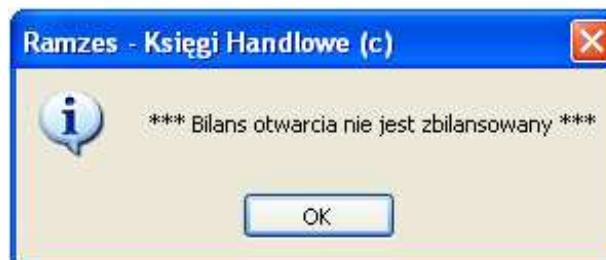 Ramzes - Księgi Handlowe (c)
*** Bilans otwarcia nie jest zbilansowany ***
OK